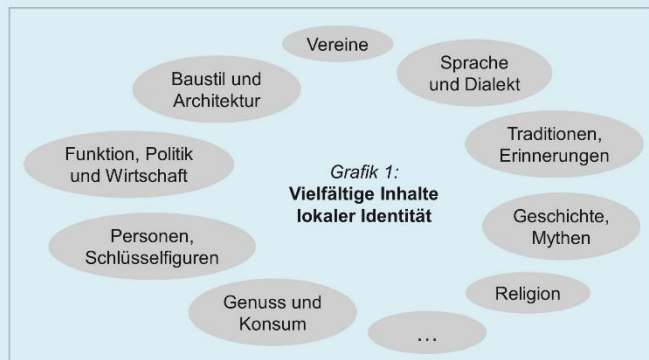 Vereine
Sprache
und Dialekt
Baustil und
Architektur
Traditionen,
Erinnerungen
Funktion, Politik
und Wirtschaft
Grafik 1:
Vielfältige Inhalte
lokaler Identität
Geschichte,
Mythen
Personen,
Schlüsselfiguren
Religion
Genuss und
Konsum
...